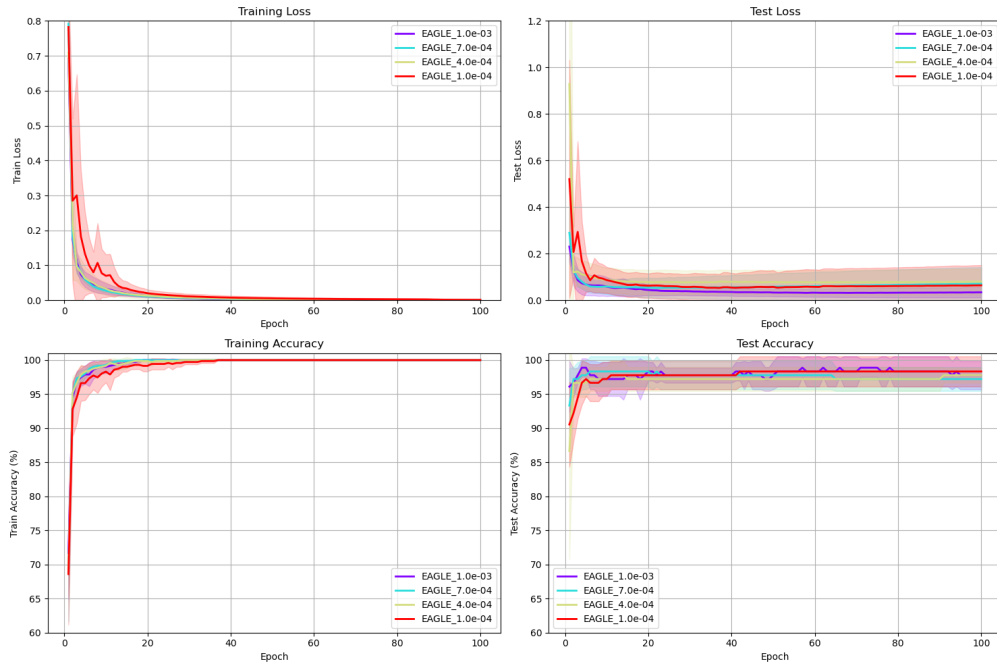 Training Loss
Train Loss
0.8
0.7
0.6
0.5
0.4
0.3
0.2
0.1
0.0
EAGLE_1.0e-03
EAGLE_7.0e-04
EAGLE_4.0e-04
EAGLE_1.0e-04
0 20 40 60 80 100
Epoch
Test Loss
Test Loss
1.2
1.0
0.8
0.6
0.4
0.2
0.0
EAGLE_1.0e-03
EAGLE_7.0e-04
EAGLE_4.0e-04
EAGLE_1.0e-04
0 20 40 60 80 100
Epoch
Training Accuracy
Train Accuracy (%)
100
95
90
85
80
75
70
65
60
EAGLE_1.0e-03
EAGLE_7.0e-04
EAGLE_4.0e-04
EAGLE_1.0e-04
0 20 40 60 80 100
Epoch
Test Accuracy
Test Accuracy (%)
100
95
90
85
80
75
70
65
60
EAGLE_1.0e-03
EAGLE_7.0e-04
EAGLE_4.0e-04
EAGLE_1.0e-04
0 20 40 60 80 100
Epoch